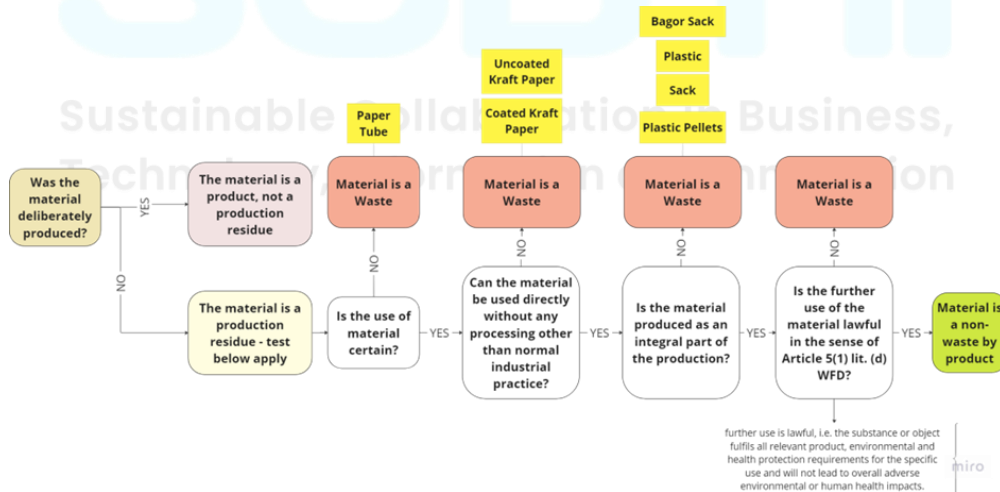 Bagor Sack
Plastic
Sack
Plastic Pellets
Uncoated
Kraft Paper
Coated Kraft
Paper
Paper
Tube
Sustainable Business,
Was the
material
deliberately
produced?
YES
NO
The material is a
product, not a
production
residue
Material is a
Waste
Material is a
Waste
Material is a
Waste
Material is a
Waste
NO
NO
NO
NO
The material is a
production
residue - test
below apply
Is the use of
material
certain?
YES
Can the material
be used directly
without any
processing other
than normal
industrial
practice?
YES
Is the material
produced as an
integral part of
the production?
YES
Is the further
use of the
material lawful
in the sense of
Article 5(1) lit. (d)
WFD?
YES
Material is
a non-
waste by
product
further use is lawful, i.e. the substance or object
fulfils all relevant product, environmental and
health protection requirements for the specific
use and will not lead to overall adverse
environmental or human health impacts.
miro